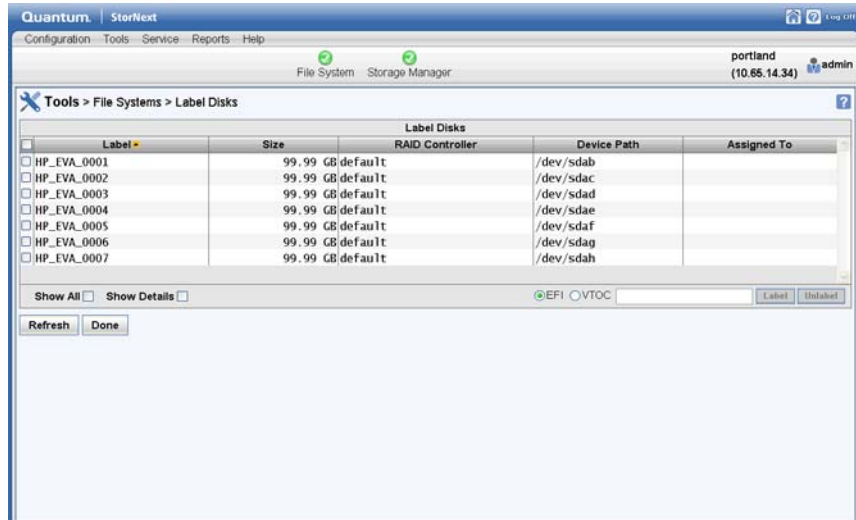 Quantum. StorNext Log Off
Configuration Tools Service Reports Help
File System Storage Manager
portland
(10.65.14.34)
admin
Tools > File Systems > Label Disks
Label Disks
Label Size RAID Controller Device Path Assigned To
HP_EVA_0001 99.99 GB default /dev/sdab
HP_EVA_0002 99.99 GB default /dev/sdac
HP_EVA_0003 99.99 GB default /dev/sdad
HP_EVA_0004 99.99 GB default /dev/sdae
HP_EVA_0005 99.99 GB default /dev/sdaf
HP_EVA_0006 99.99 GB default /dev/sdag
HP_EVA_0007 99.99 GB default /dev/sdah
Show All Show Details EFI VTOC Label Unlabel
Refresh Done